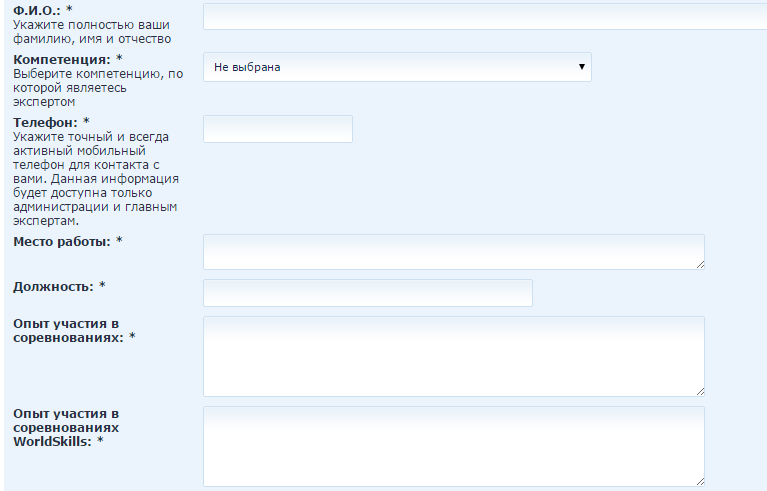 Ф.И.О.: *
Укажите полностью ваши
фамилию, имя и отчество
Компетенция: *
Выберите компетенцию, по
которой являетесь
экспертом
Не выбрана
Телефон: *
Укажите точный и всегда
активный мобильный
телефон для контакта с
вами. Данная информация
будет доступна только
администрации и главным
экспертам.
Место работы: *
Должность: *
Опыт участия в
соревнованиях: *
Опыт участия в
соревнованиях
WorldSkills: *